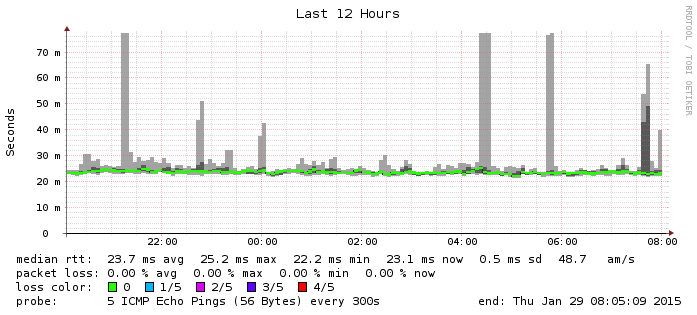 Last 12 Hours
RRDTOOL / TOBI OETIKER
Seconds
70 m
60 m
50 m
40 m
30 m
20 m
10 m
0
22:00 00:00 02:00 04:00 06:00 08:00
median rtt: 23.7 ms avg 25.2 ms max 22.2 ms min 23.1 ms now 0.5 ms sd 48.7 am/s
packet loss: 0.00 % avg 0.00 % max 0.00 % min 0.00 % now
loss color: 0 1/5 2/5 3/5 4/5
probe: 5 ICMP Echo Pings (56 Bytes) every 300s end: Thu Jan 29 08:05:09 2015